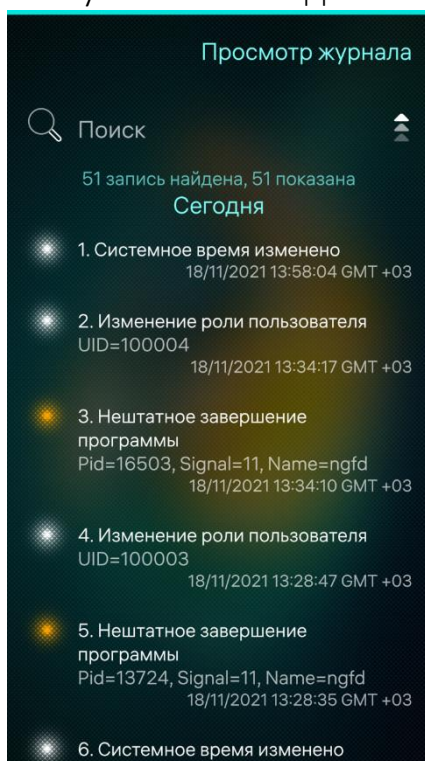 Просмотр журнала
Поиск
51 запись найдена, 51 показана
Сегодня
1. Системное время изменено
18/11/2021 13:58:04 GMT +03
2. Изменение роли пользователя
UID=100004
18/11/2021 13:34:17 GMT +03
3. Нештатное завершение
программы
Pid=16503, Signal=11, Name=ngfd
18/11/2021 13:34:10 GMT +03
4. Изменение роли пользователя
UID=100003
18/11/2021 13:28:47 GMT +03
5. Нештатное завершение
программы
Pid=13724, Signal=11, Name=ngfd
18/11/2021 13:28:35 GMT +03
6. Системное время изменено